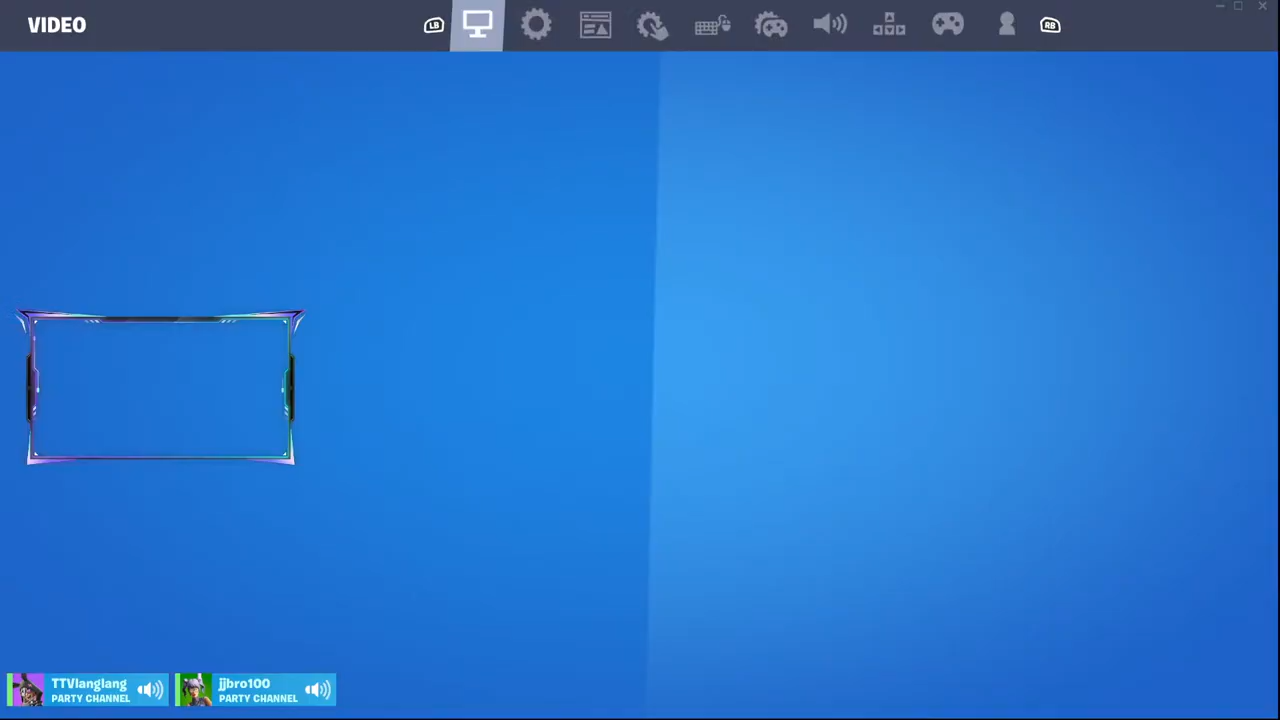 VIDEO
LB
RB
TTVlanglang
PARTY CHANNEL
jjbro100
PARTY CHANNEL